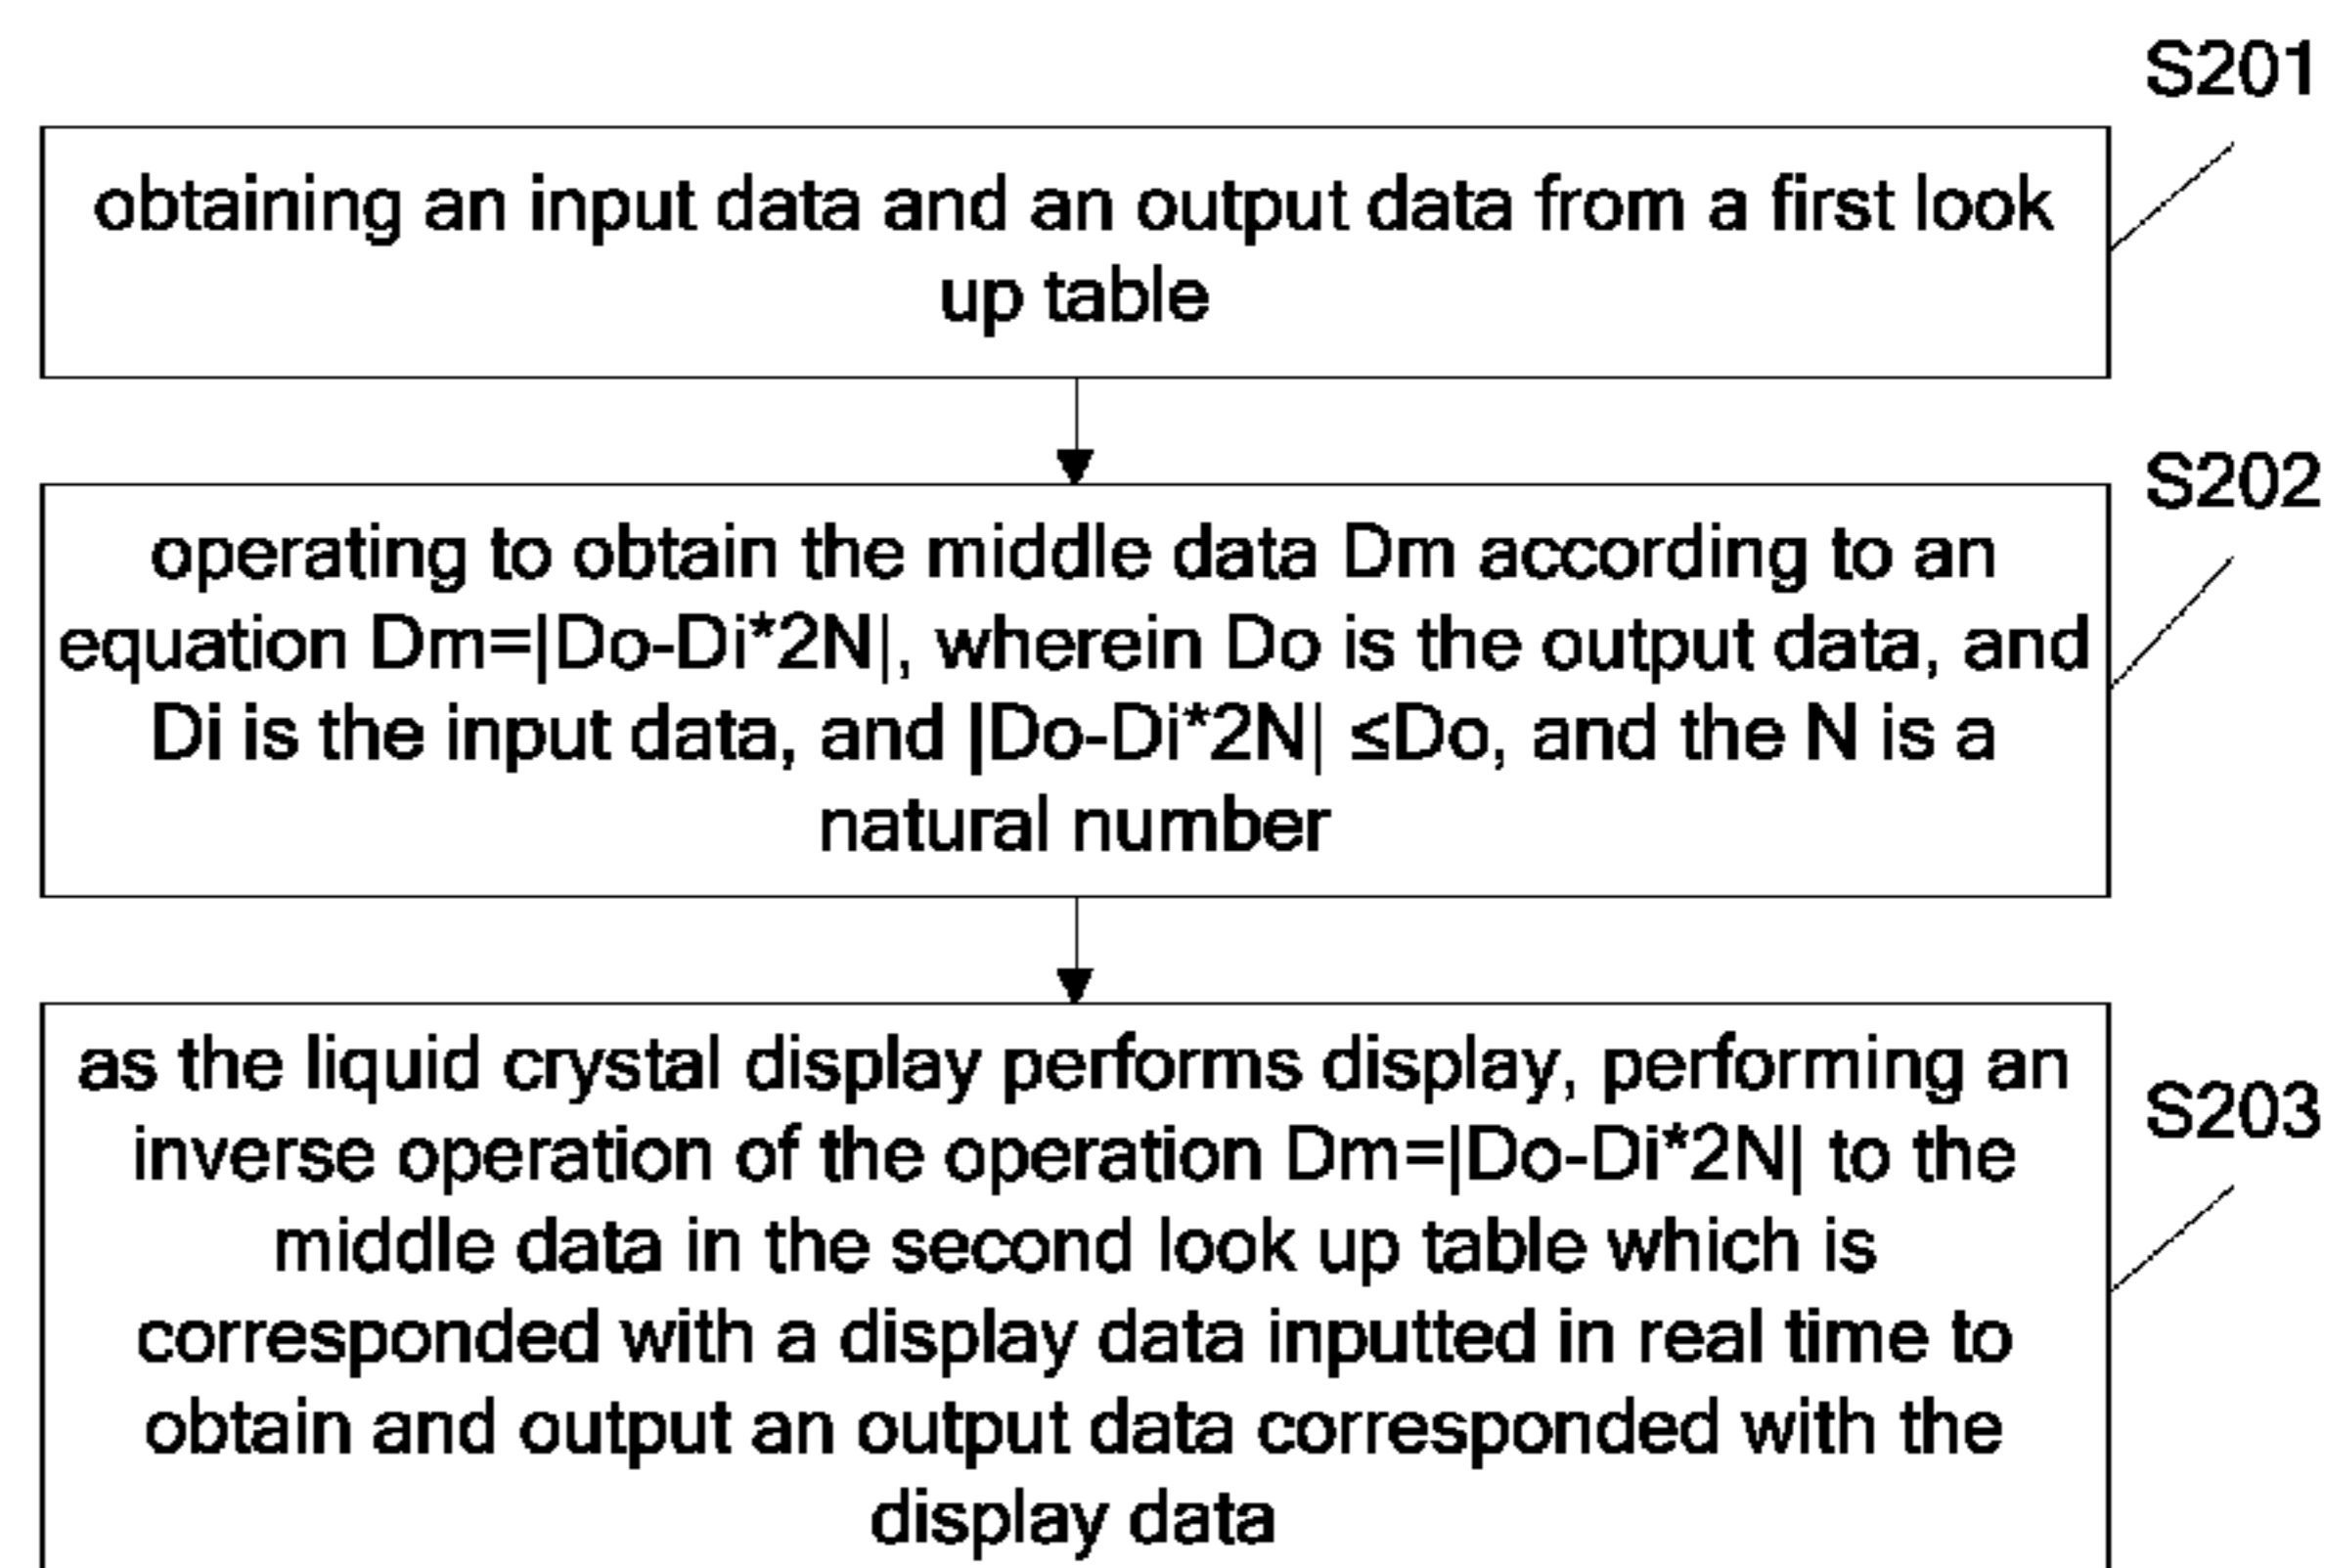 S201
obtaining an input data and an output data from a first look
up table
S202
operating to obtain the middle data Dm according to an
equation Dm=|Do-Di*2N|, wherein Do is the output data, and
Di is the input data, and |Do-Di*2N| ≤Do, and the N is a
natural number
S203
as the liquid crystal display performs display, performing an
inverse operation of the operation Dm=|Do-Di*2N| to the
middle data in the second look up table which is
corresponded with a display data inputted in real time to
obtain and output an output data corresponded with the
display data